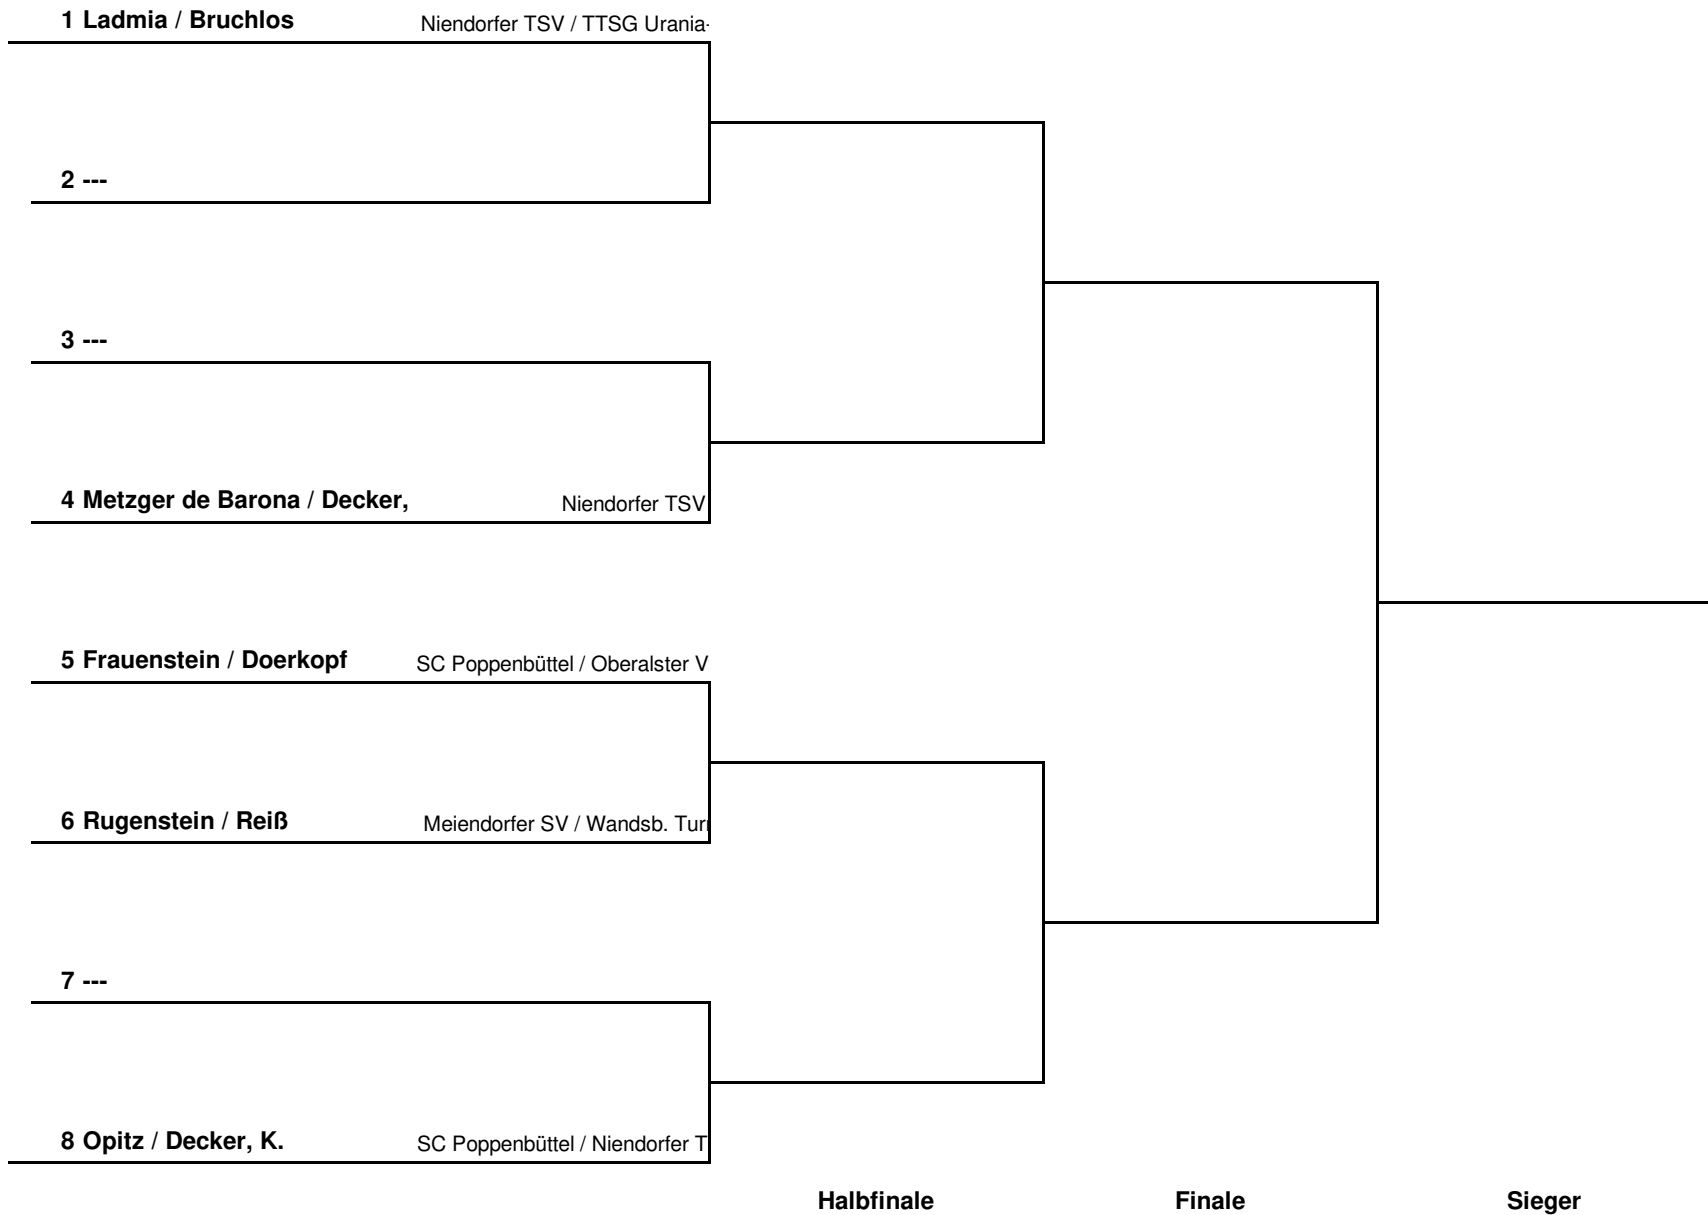 1 Ladmia / Bruchlos Niendorfer TSV / TTSG Urania-
2 ---
3 ---
4 Metzger de Barona / Decker, Niendorfer TSV
5 Frauenstein / Doerkopf SC Poppenbüttel / Oberalster V
6 Rugenstein / Reiß Meiendorfer SV / Wandsb. Tur
7 ---
8 Opitz / Decker, K. SC Poppenbüttel / Niendorfer T
Halbfinale Finale Sieger